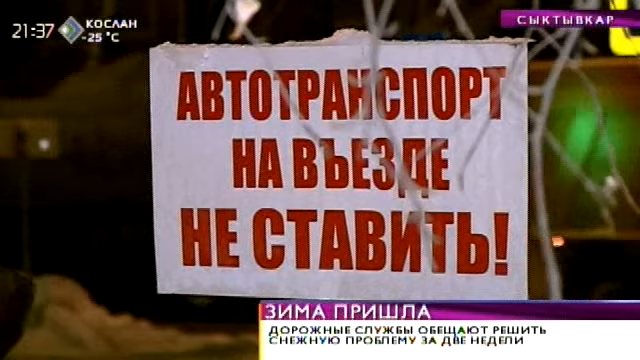 21:37
КОСЛАН
-25 °C
СЫКТЫВКАР
АВТОТРАНСПОРТ
НА ВЪЕЗДЕ
НЕ СТАВИТЬ!
ЗИМА ПРИШЛА
ДОРОЖНЫЕ СЛУЖБЫ ОБЕЩАЮТ РЕШИТЬ
СНЕЖНУЮ ПРОБЛЕМУ ЗА ДВЕ НЕДЕЛИ